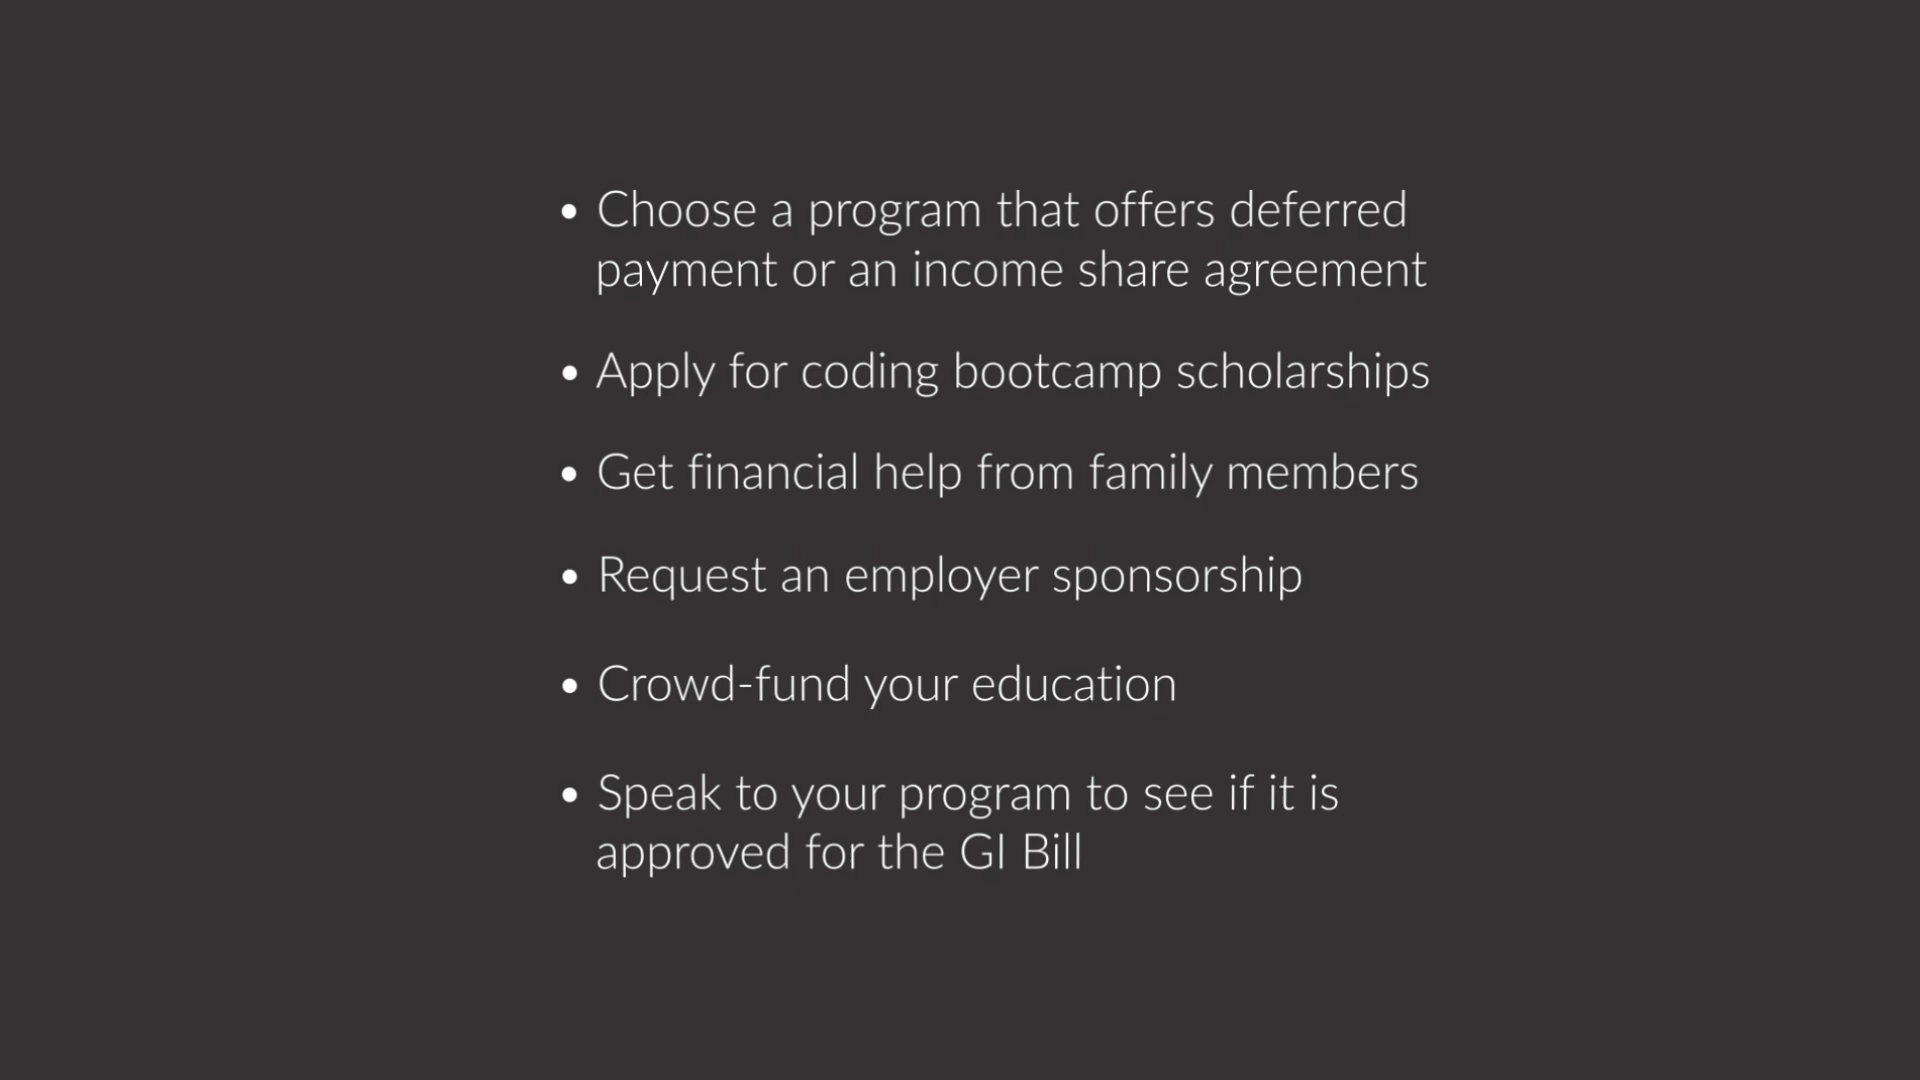 • Choose a program that offers deferred
payment or an income share agreement
• Apply for coding bootcamp scholarships
• Get financial help from family members
• Request an employer sponsorship
• Crowd-fund your education
• Speak to your program to see if it is
approved for the GI Bill